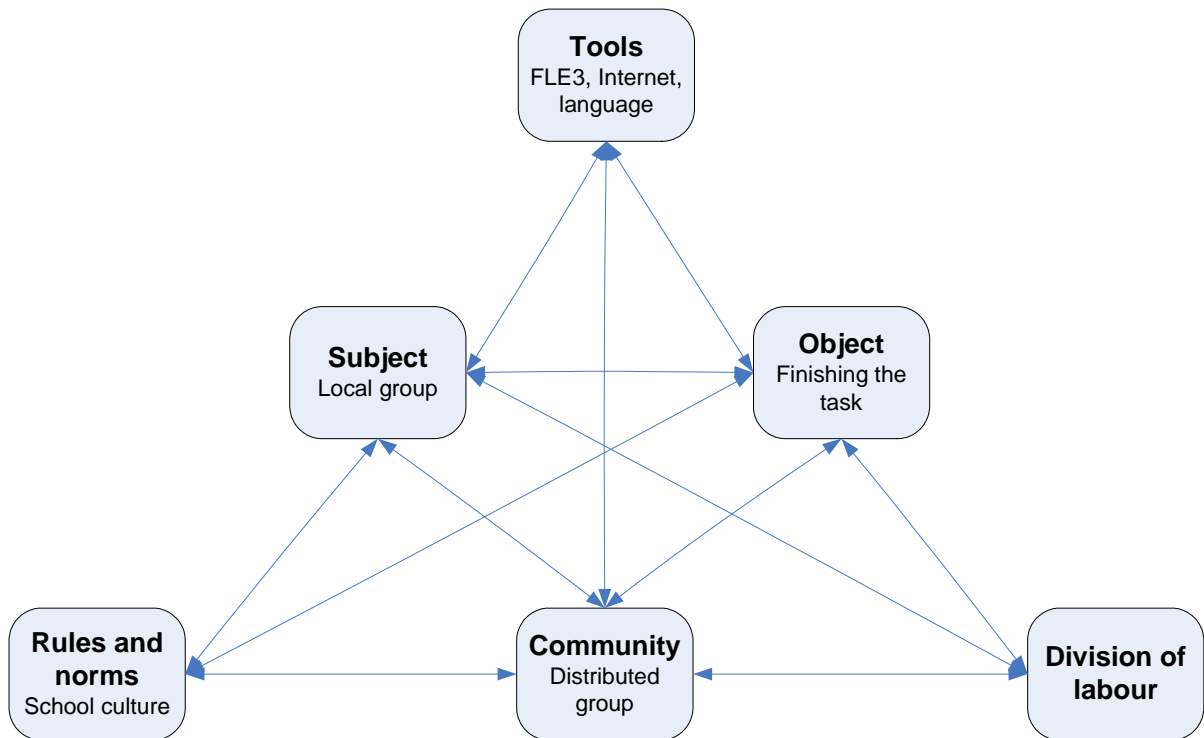 Tools
FLE3, Internet,
language
Subject
Local group
Object
Finishing the
task
Rules and
norms
School culture
Community
Distributed
group
Division of
labour